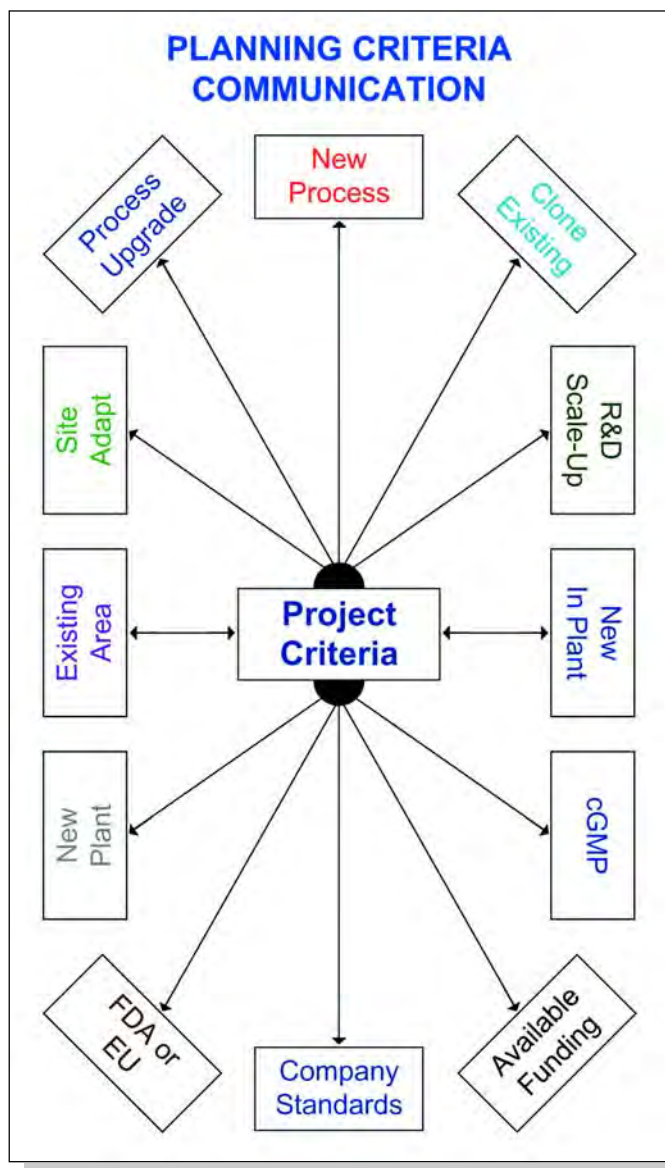 PLANNING CRITERIA
COMMUNICATION
Process
Upgrade
New
Process
Clone
Existing
Site
Adapt
R&D
Scale-Up
Existing
Area
Project
Criteria
New
In Plant
New
Plant
cGMP
FDA or
EU
Company
Standards
Available
Funding